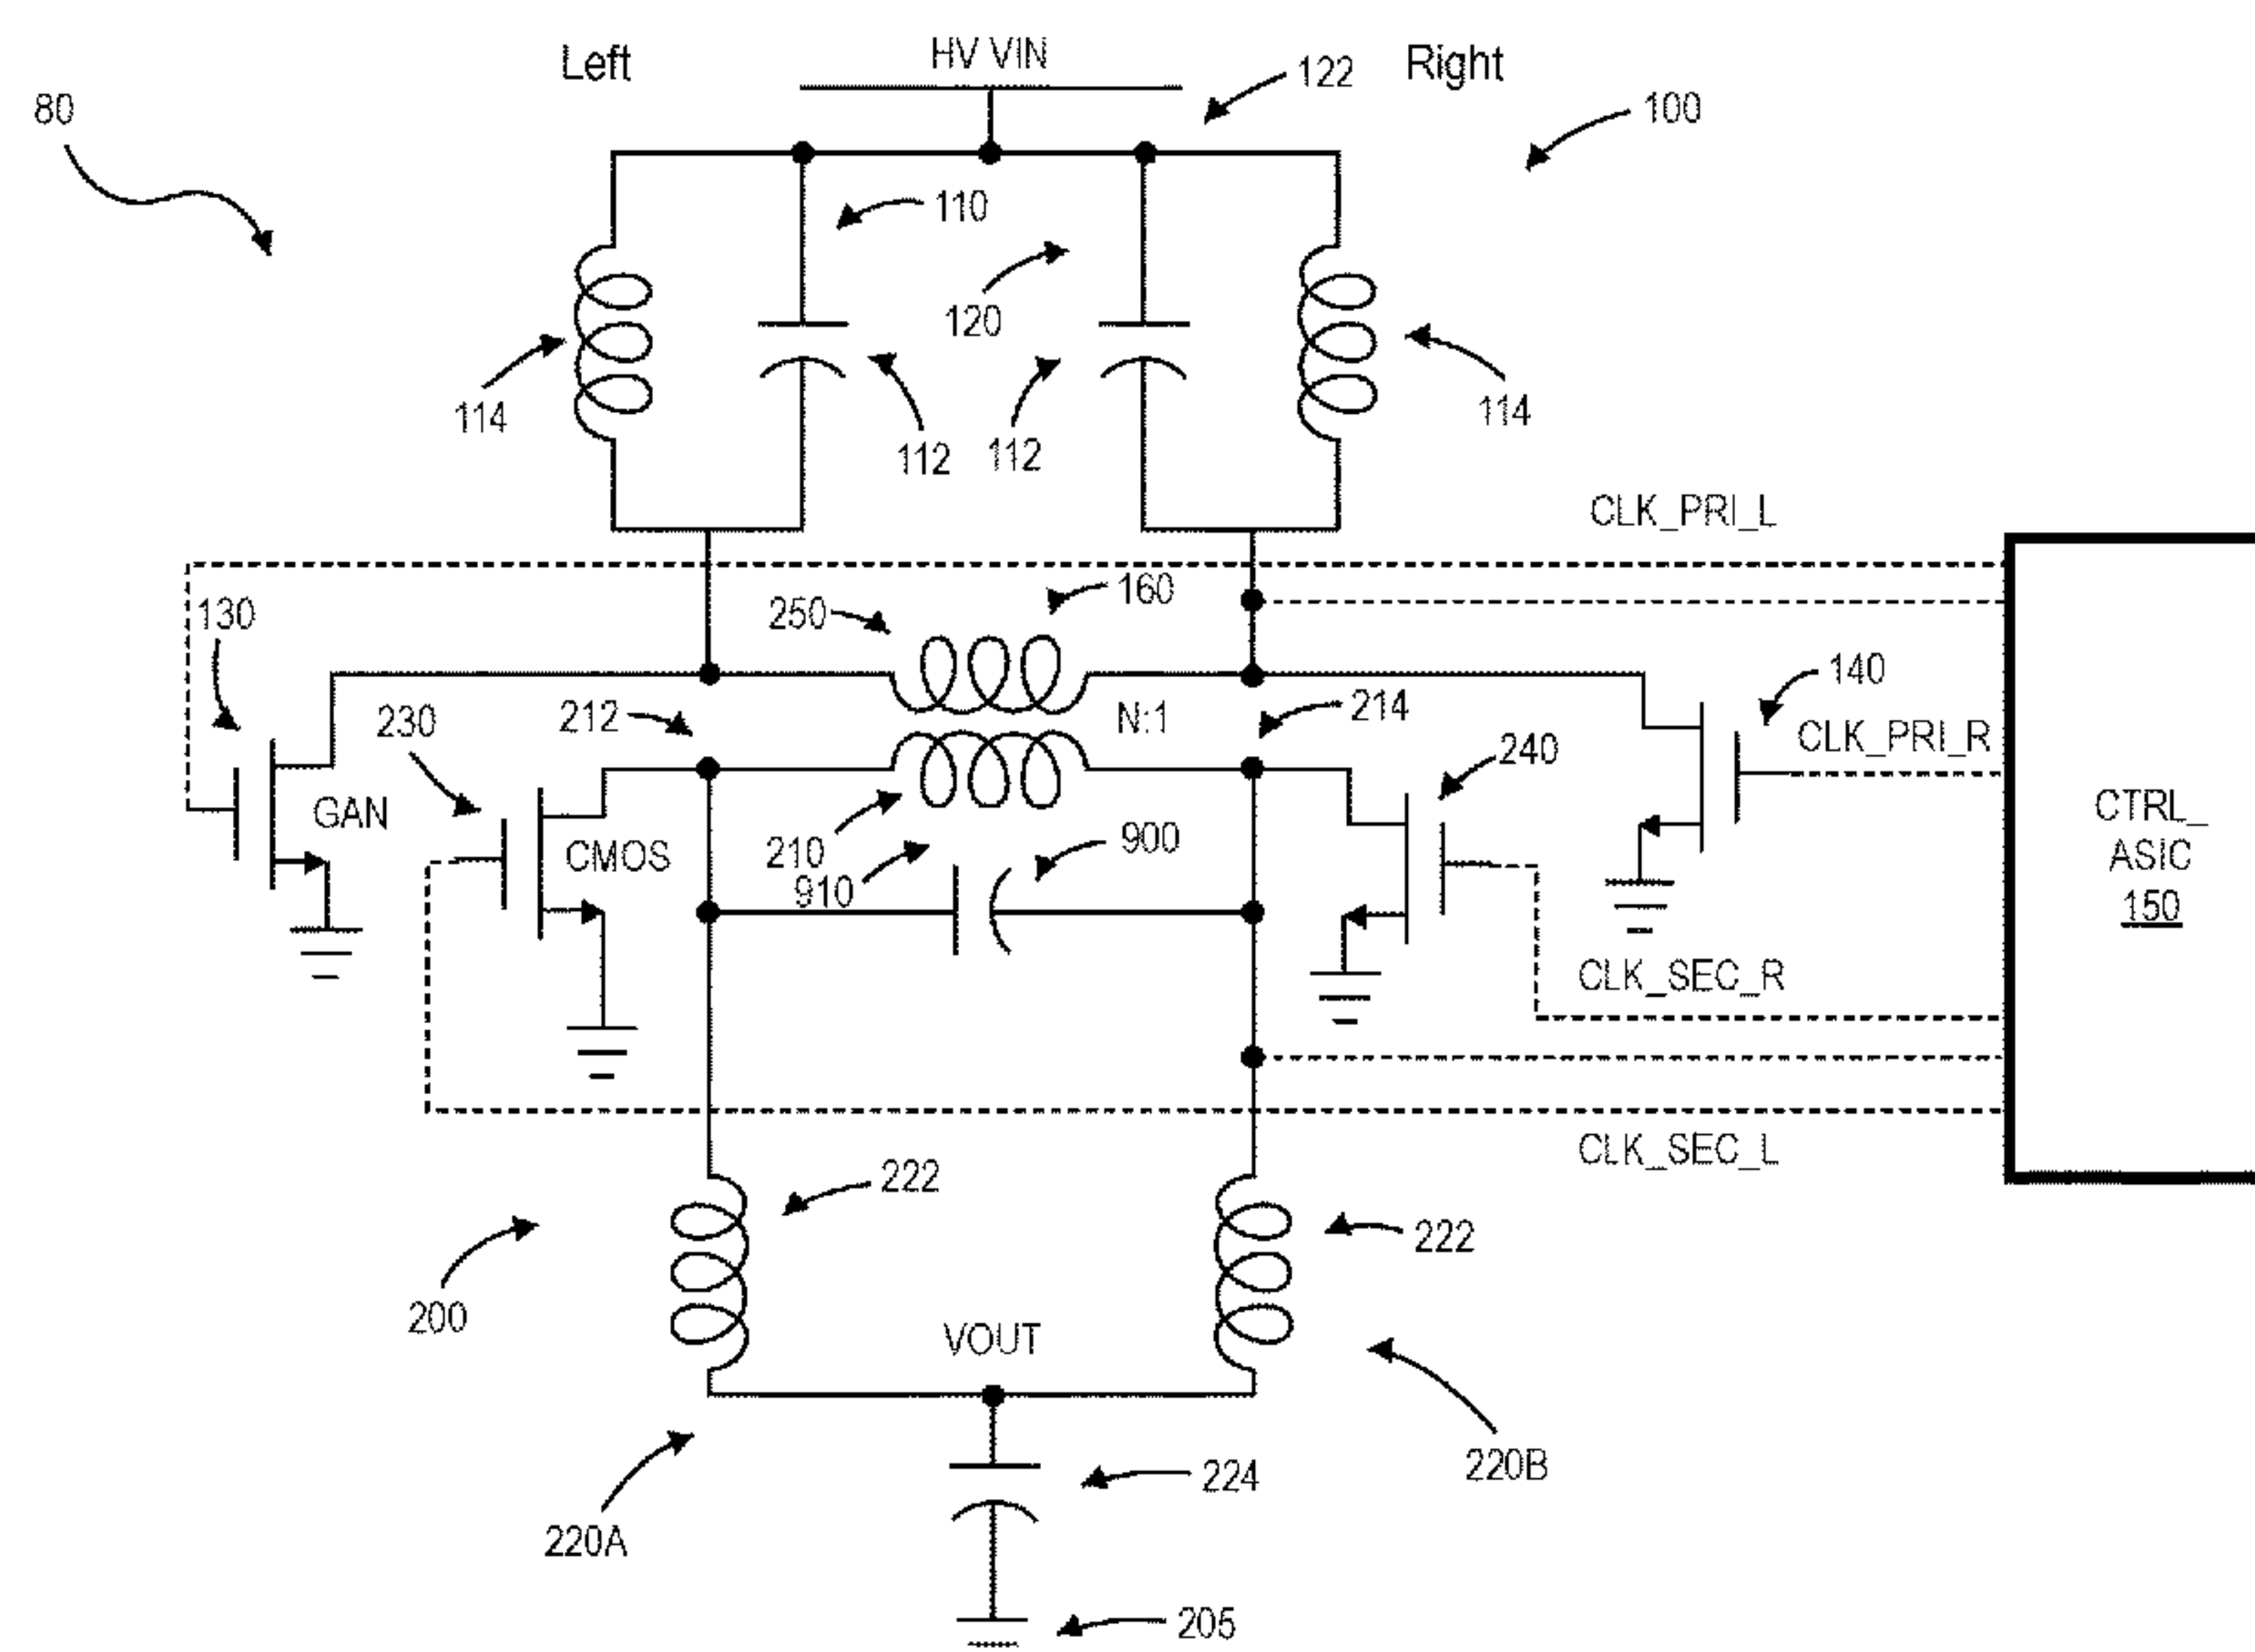 Left
HV VIN
122
Right
80
100
110
120
114
112
112
114
CLK_PRI_L
130
250
160
212
N:1
214
140
230
CLK_PRI_R
240
GAN
CMOS
210
900
910
CTRL_
ASIC
150
CLK_SEC_R
CLK_SEC_L
222
222
200
VOUT
220A
224
220B
205